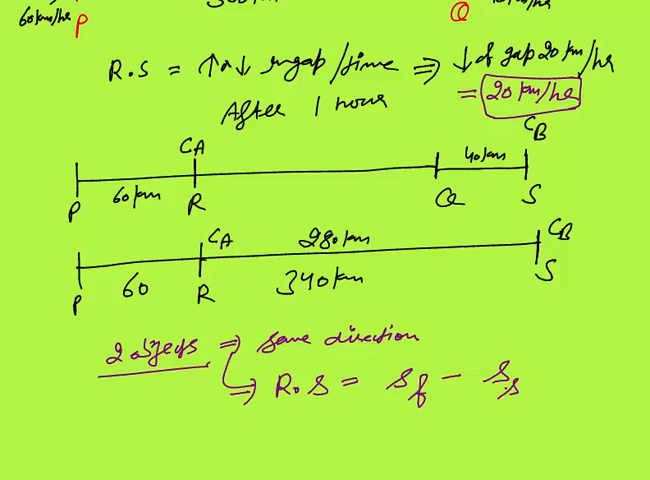 60km/hr P
Q
R.S = ↑ or ↓ in gap/time ⇒ ↓ of gap 20 km/hr
= 20 km/hr
After 1 hour
CA CB
60km 40km
P R Q S
CA 280km CB
60 340km
P R S
2 objects ⇒ same direction
⇒ R.S = Sf - Ss